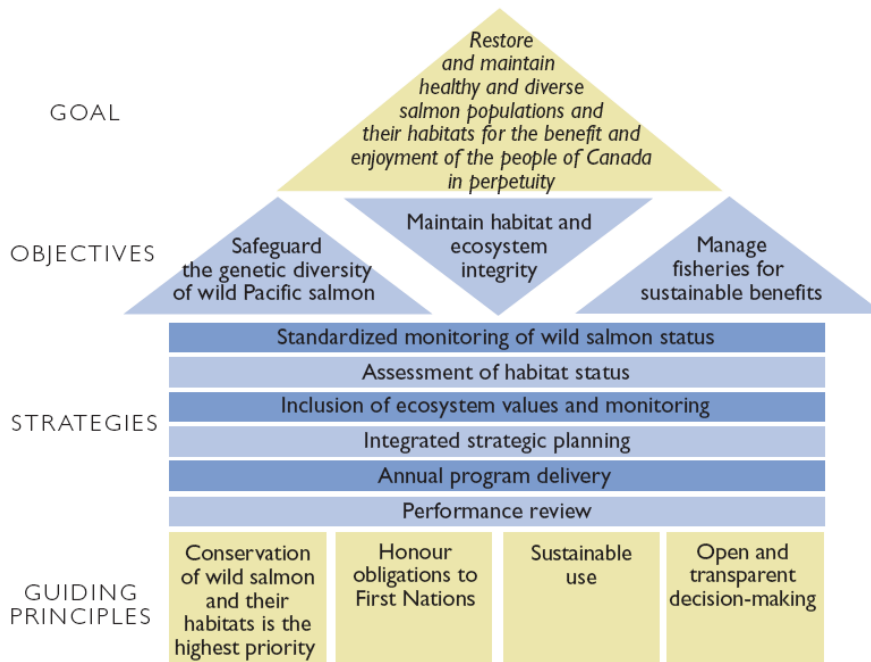 GOAL
Restore
and maintain
healthy and diverse
salmon populations and
their habitats for the benefit and
enjoyment of the people of Canada
in perpetuity
OBJECTIVES
Safeguard
the genetic diversity
of wild Pacific salmon
Maintain habitat and
ecosystem
integrity
Manage
fisheries for
sustainable benefits
STRATEGIES
Standardized monitoring of wild salmon status
Assessment of habitat status
Inclusion of ecosystem values and monitoring
Integrated strategic planning
Annual program delivery
Performance review
GUIDING
PRINCIPLES
Conservation
of wild salmon
and their
habitats is the
highest priority
Honour
obligations to
First Nations
Sustainable
use
Open and
transparent
decision-making